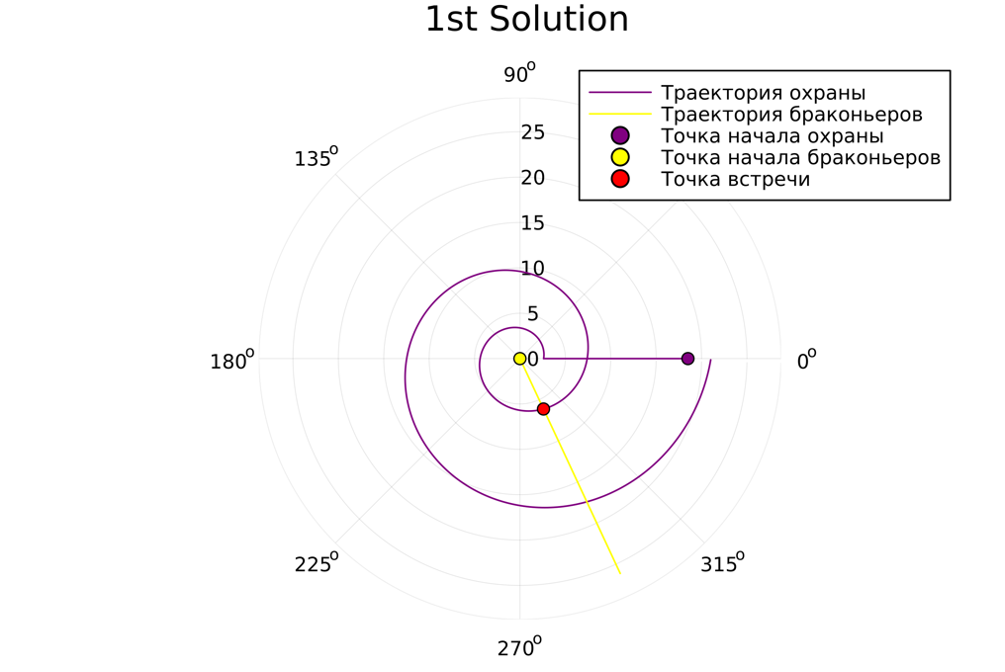 1st Solution
90°
Траектория охраны
Траектория браконьеров
Точка начала охраны
Точка начала браконьеров
Точка встречи
25
20
15
10
5
0
135°
180°
0°
225°
315°
270°